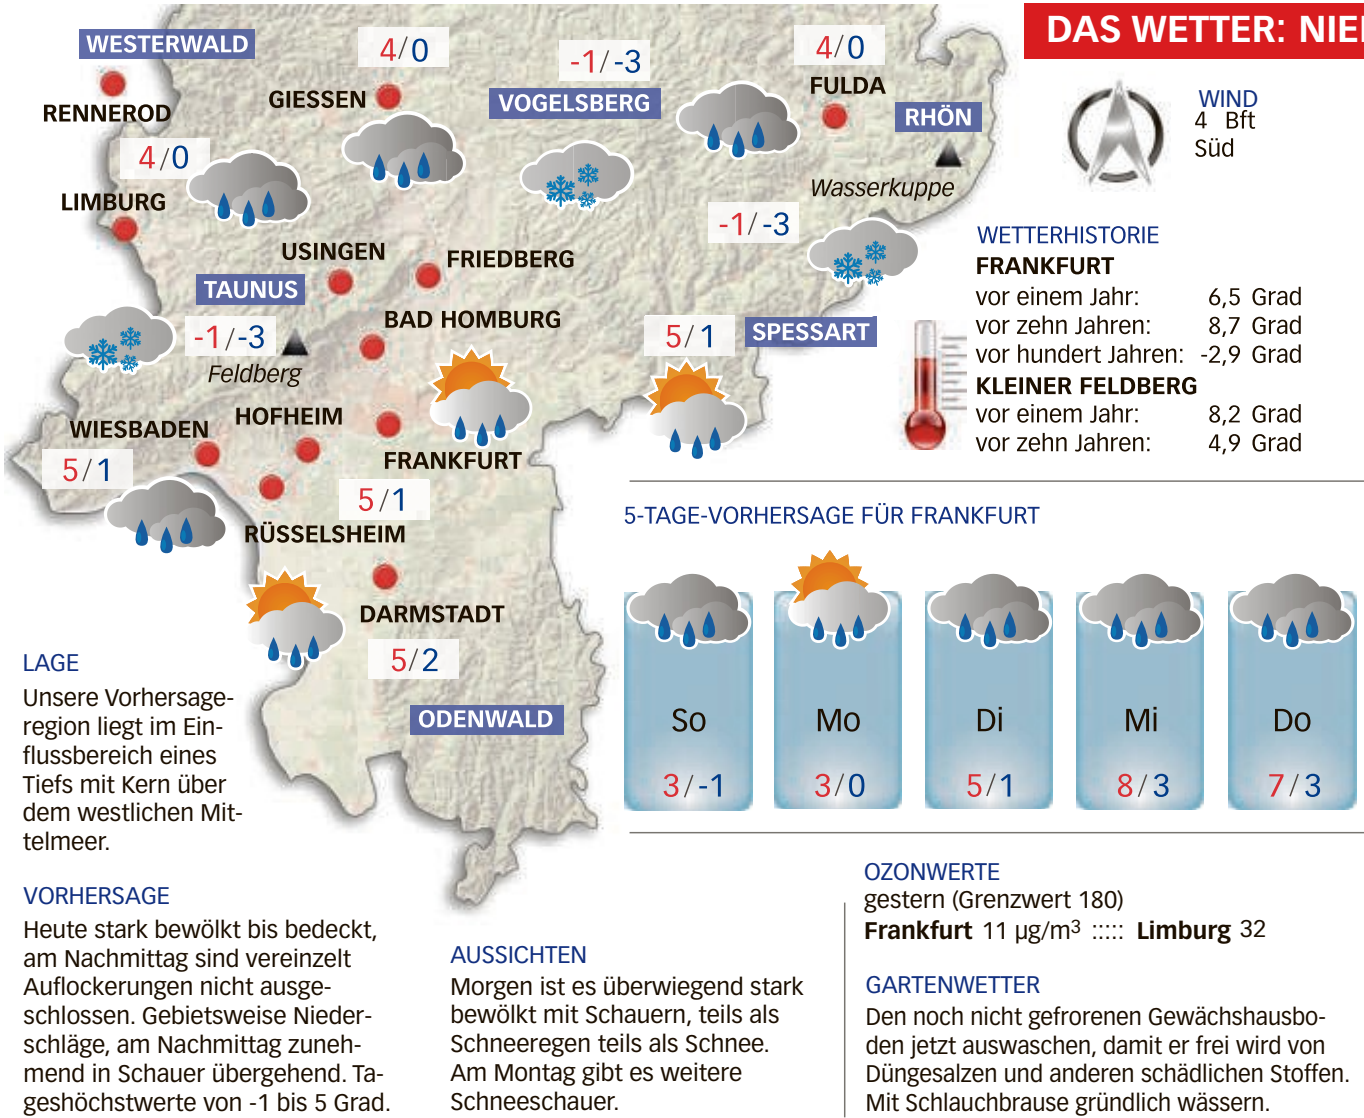 DAS WETTER: NIE
WESTERWALD
4/0
-1/-3
4/0
RENNEROD
GIESSEN
VOGELSBERG
FULDA
RHÖN
4/0
Wasserkuppe
LIMBURG
-1/-3
USINGEN
FRIEDBERG
TAUNUS
BAD HOMBURG
-1/-3
Feldberg
5/1
SPESSART
HOFHEIM
WIESBADEN
5/1
FRANKFURT
5/1
RÜSSELSHEIM
DARMSTADT
5/2
ODENWALD
WIND
4 Bft
Süd
WETTERHISTORIE
FRANKFURT
vor einem Jahr: 6,5 Grad
vor zehn Jahren: 8,7 Grad
vor hundert Jahren: -2,9 Grad
KLEINER FELDBERG
vor einem Jahr: 8,2 Grad
vor zehn Jahren: 4,9 Grad
5-TAGE-VORHERSAGE FÜR FRANKFURT
So Mo Di Mi Do
3/-1 3/0 5/1 8/3 7/3
LAGE
Unsere Vorhersage-
region liegt im Ein-
flussbereich eines
Tiefs mit Kern über
dem westlichen Mit-
telmeer.
VORHERSAGE
Heute stark bewölkt bis bedeckt,
am Nachmittag sind vereinzelt
Auflockerungen nicht ausge-
schlossen. Gebietsweise Nieder-
schläge, am Nachmittag zuneh-
mend in Schauer übergehend. Ta-
geshöchstwerte von -1 bis 5 Grad.
AUSSICHTEN
Morgen ist es überwiegend stark
bewölkt mit Schauern, teils als
Schneeregen teils als Schnee.
Am Montag gibt es weitere
Schneeschauer.
OZONWERTE
gestern (Grenzwert 180)
Frankfurt 11 µg/m³ ::::: Limburg 32
GARTENWETTER
Den noch nicht gefrorenen Gewächshausbo-
den jetzt auswaschen, damit er frei wird von
Düngesalzen und anderen schädlichen Stoffen.
Mit Schlauchbrause gründlich wässern.